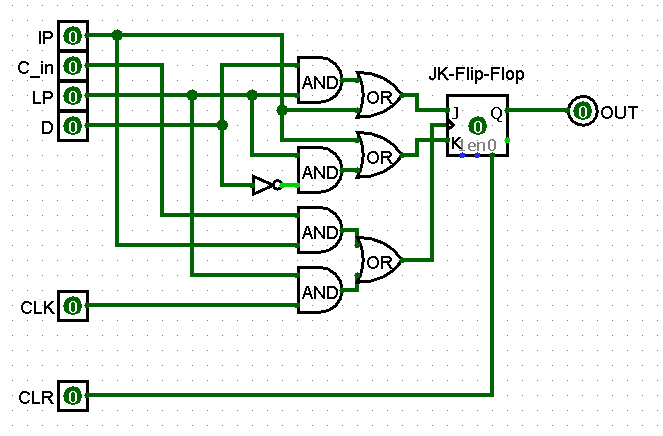 IP 0
C_in 0
LP 0
D 0
AND
OR
JK-Flip-Flop
J Q
0
K
1en0
0 OUT
AND
OR
AND
OR
AND
CLK 0
CLR 0